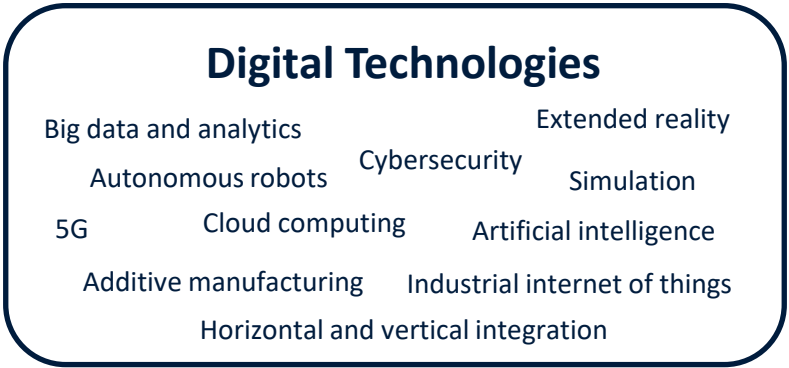 Digital Technologies
Big data and analytics
Extended reality
Cybersecurity
Autonomous robots
Simulation
5G
Cloud computing
Artificial intelligence
Additive manufacturing
Industrial internet of things
Horizontal and vertical integration